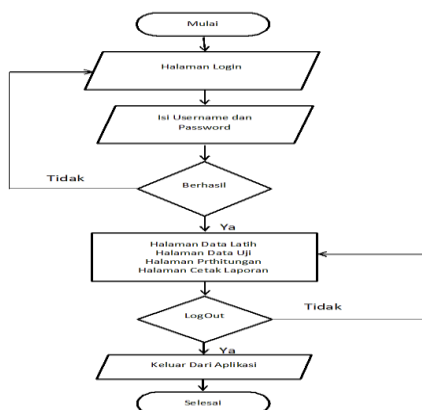 Mulai
Halaman Login
Isi Username dan
Password
Tidak
Berhasil
Ya
Halaman Data Latih
Halaman Data Uji
Halaman Prthitungan
Halaman Cetak Laporan
LogOut
Tidak
Ya
Keluar Dari Aplikasi
Selesai